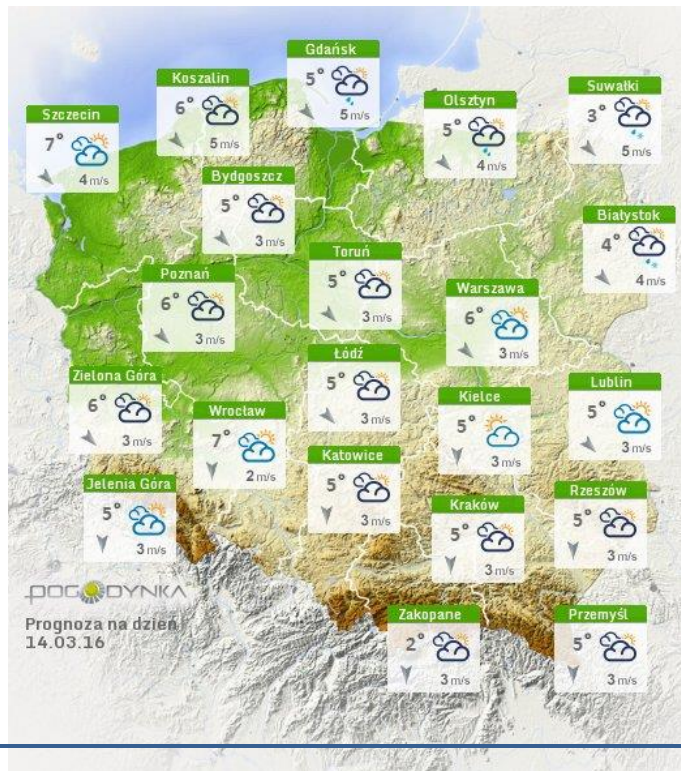 Gdańsk
5°
5 m/s
Koszalin
6°
5 m/s
Szczecin
7°
4 m/s
Olsztyn
5°
4 m/s
Suwałki
3°
5 m/s
Bydgoszcz
5°
3 m/s
Białystok
4°
4 m/s
Toruń
5°
3 m/s
Poznań
6°
3 m/s
Warszawa
6°
3 m/s
Łódź
5°
3 m/s
Zielona Góra
6°
3 m/s
Wrocław
7°
2 m/s
Kielce
5°
3 m/s
Lublin
5°
3 m/s
Katowice
5°
3 m/s
Jelenia Góra
5°
3 m/s
Kraków
5°
3 m/s
Rzeszów
5°
3 m/s
POGODYNKA
Prognoza na dzień
14.03.16
Zakopane
2°
3 m/s
Przemyśl
5°
3 m/s